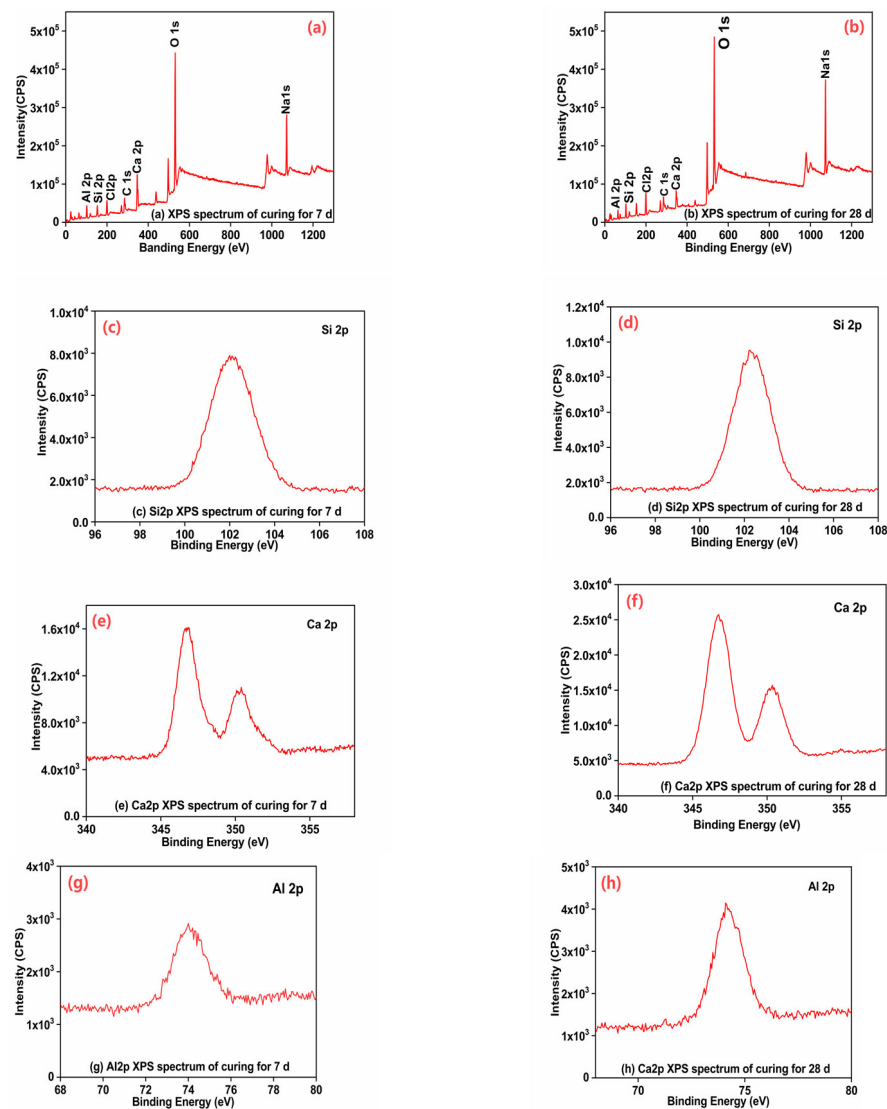 (a)
5x10⁵
4x10⁵
3x10⁵
2x10⁵
1x10⁵
0
Intensity(CPS)
Al 2p
Si 2p
Cl2p
C 1s
Ca 2p
O 1s
Na1s
(a) XPS spectrum of curing for 7 d
0 200 400 600 800 1000 1200
Banding Energy (eV)
(b)
5x10⁵
4x10⁵
3x10⁵
2x10⁵
1x10⁵
0
Intensity (CPS)
Al 2p
Si 2p
Cl2p
C 1s
Ca 2p
O 1s
Na1s
(b) XPS spectrum of curing for 28 d
0 200 400 600 800 1000 1200
Binding Energy (eV)
(c)
Si 2p
1.0x10⁴
8.0x10³
6.0x10³
4.0x10³
2.0x10³
0.0
Intensity (CPS)
(c) Si2p XPS spectrum of curing for 7 d
96 98 100 102 104 106 108
Binding Energy (eV)
(d)
Si 2p
1.2x10⁴
1.0x10⁴
8.0x10³
6.0x10³
4.0x10³
2.0x10³
0.0
Intensity (CPS)
(d) Si2p XPS spectrum of curing for 28 d
96 98 100 102 104 106 108
Binding Energy (eV)
(e)
Ca 2p
1.6x10⁴
1.2x10⁴
8.0x10³
4.0x10³
0.0
Intensity (CPS)
(e) Ca2p XPS spectrum of curing for 7 d
340 345 350 355
Binding Energy (eV)
(f)
Ca 2p
3.0x10⁴
2.5x10⁴
2.0x10⁴
1.5x10⁴
1.0x10⁴
5.0x10³
0.0
Intensity (CPS)
(f) Ca2p XPS spectrum of curing for 28 d
340 345 350 355
Binding Energy (eV)
(g)
Al 2p
4x10³
3x10³
2x10³
1x10³
0
Intensity (CPS)
(g) Al2p XPS spectrum of curing for 7 d
68 70 72 74 76 78 80
Binding Energy (eV)
(h)
Al 2p
5x10³
4x10³
3x10³
2x10³
1x10³
0
Intensity (CPS)
(h) Ca2p XPS spectrum of curing for 28 d
70 75 80
Binding Energy (eV)